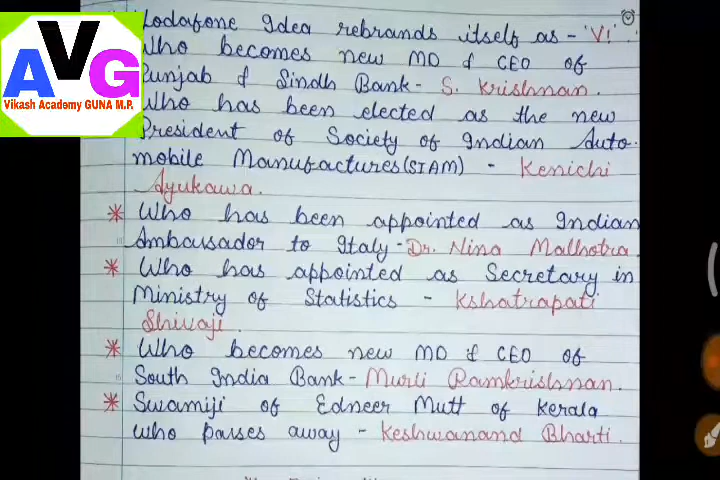 Vodafone Idea rebrands itself as - 'Vi'.
AVG
Vikash Academy GUNA M.P.
Who becomes new MD & CEO of
Punjab & Sindh Bank- S. Krishnan.
Who has been elected as the new
President of Society of Indian Auto-
mobile Manufactures(SIAM) - Kenichi
Ayukawa.
* Who has been appointed as Indian
Ambassador to Italy-Dr. Nina Malhotra.
* Who has appointed as Secretary in
Ministry of Statistics - Kshatrapati
Shivaji.
* Who becomes new MD & CEO of
South India Bank- Murli Ramkrishnan.
* Swamiji of Edneer Mutt of Kerala
who passes away - Keshwanand Bharti.